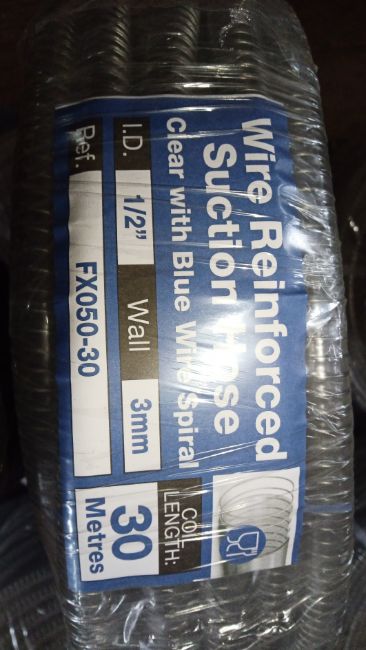 Wire Reinforced
Suction Hose
Clear with Blue Wire Spiral
I.D. 1/2" Wall 3mm
Ref. FX050-30
COIL
LENGTH:
30
Metres